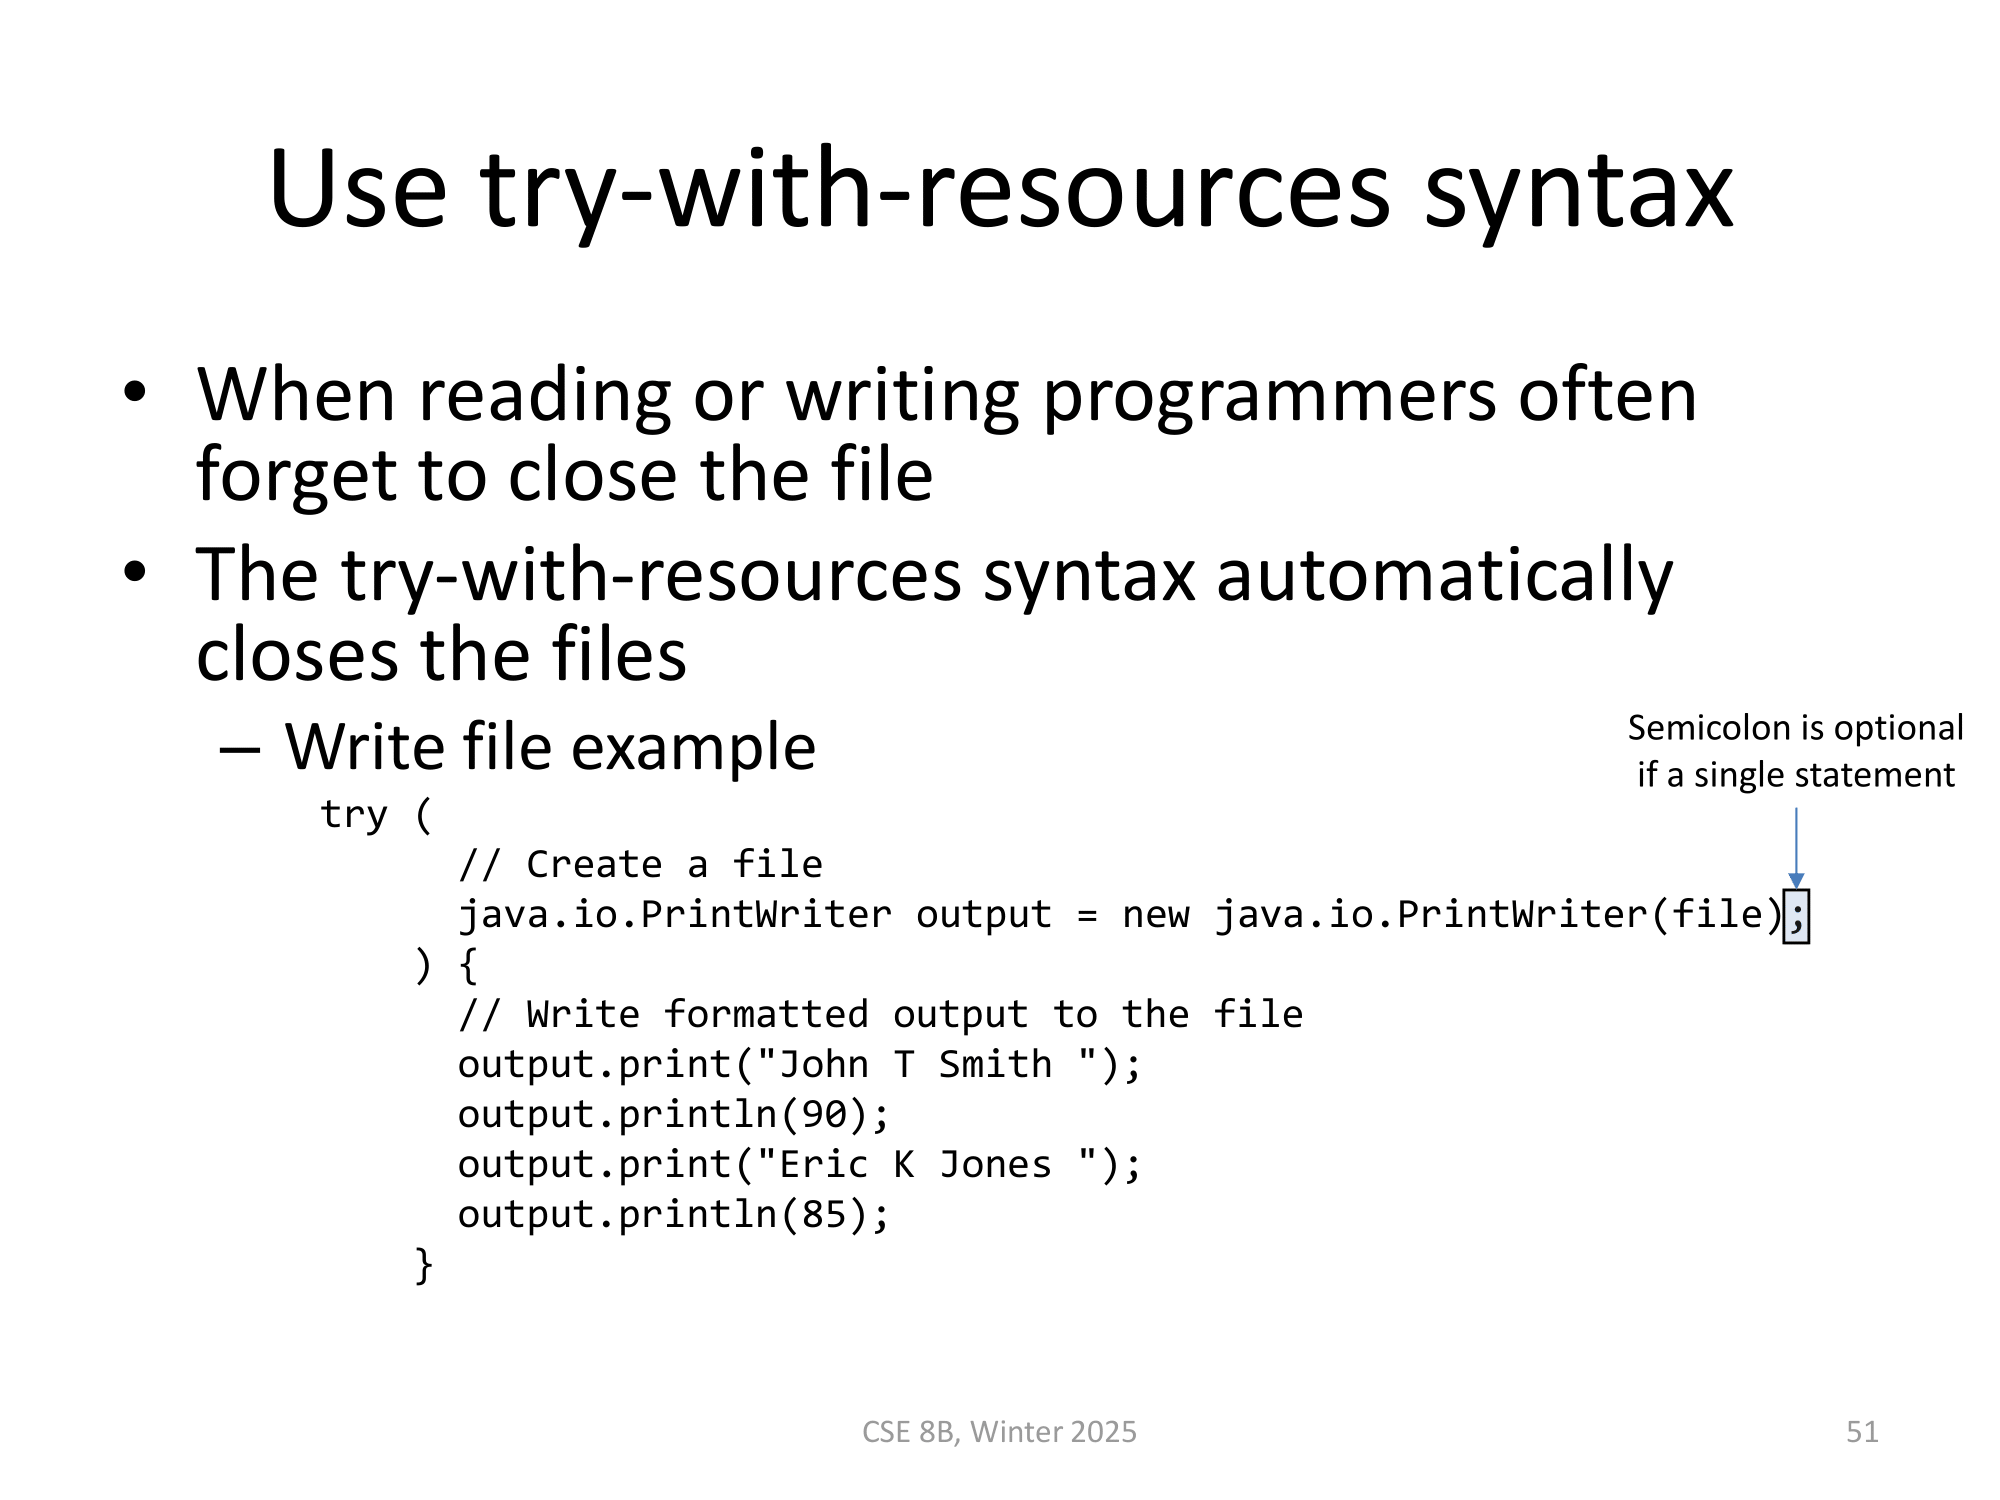 Use try-with-resources syntax
• When reading or writing programmers often
forget to close the file
• The try-with-resources syntax automatically
closes the files
– Write file example
Semicolon is optional
if a single statement
try (
// Create a file
java.io.PrintWriter output = new java.io.PrintWriter(file);
) {
// Write formatted output to the file
output.print("John T Smith ");
output.println(90);
output.print("Eric K Jones ");
output.println(85);
}
CSE 8B, Winter 2025
51